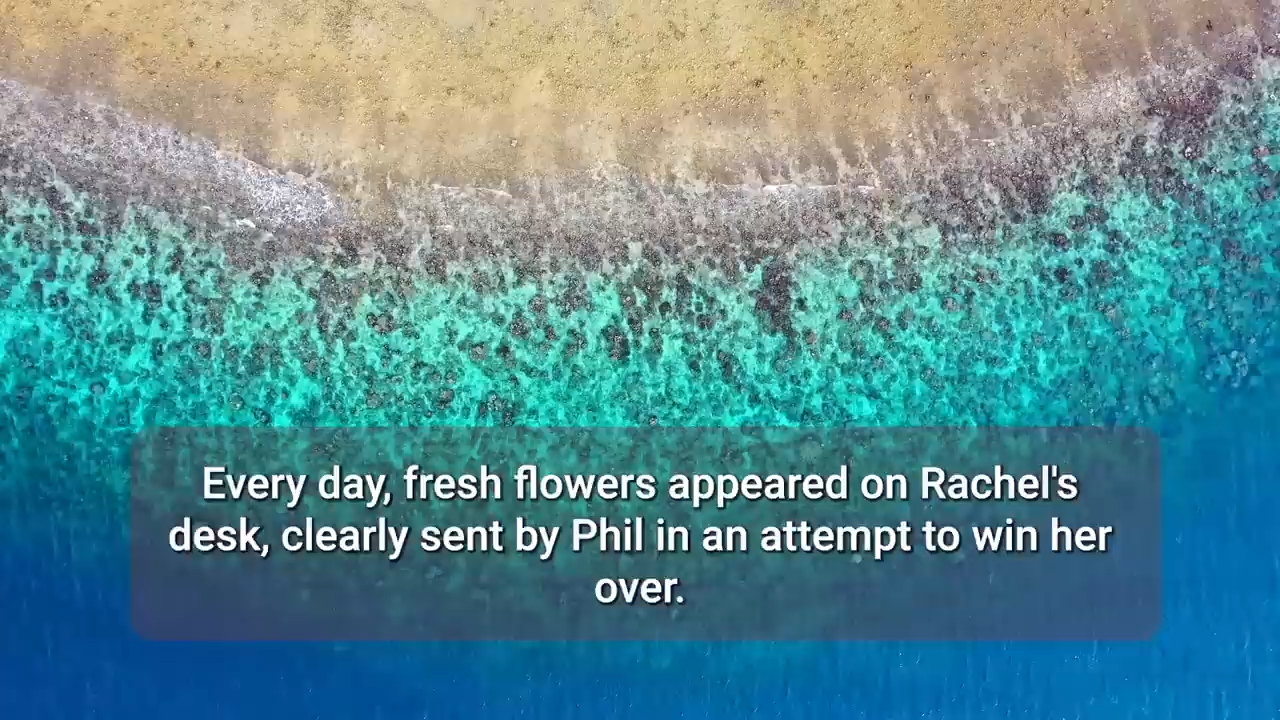 Every day, fresh flowers appeared on Rachel's
desk, clearly sent by Phil in an attempt to win her
over.